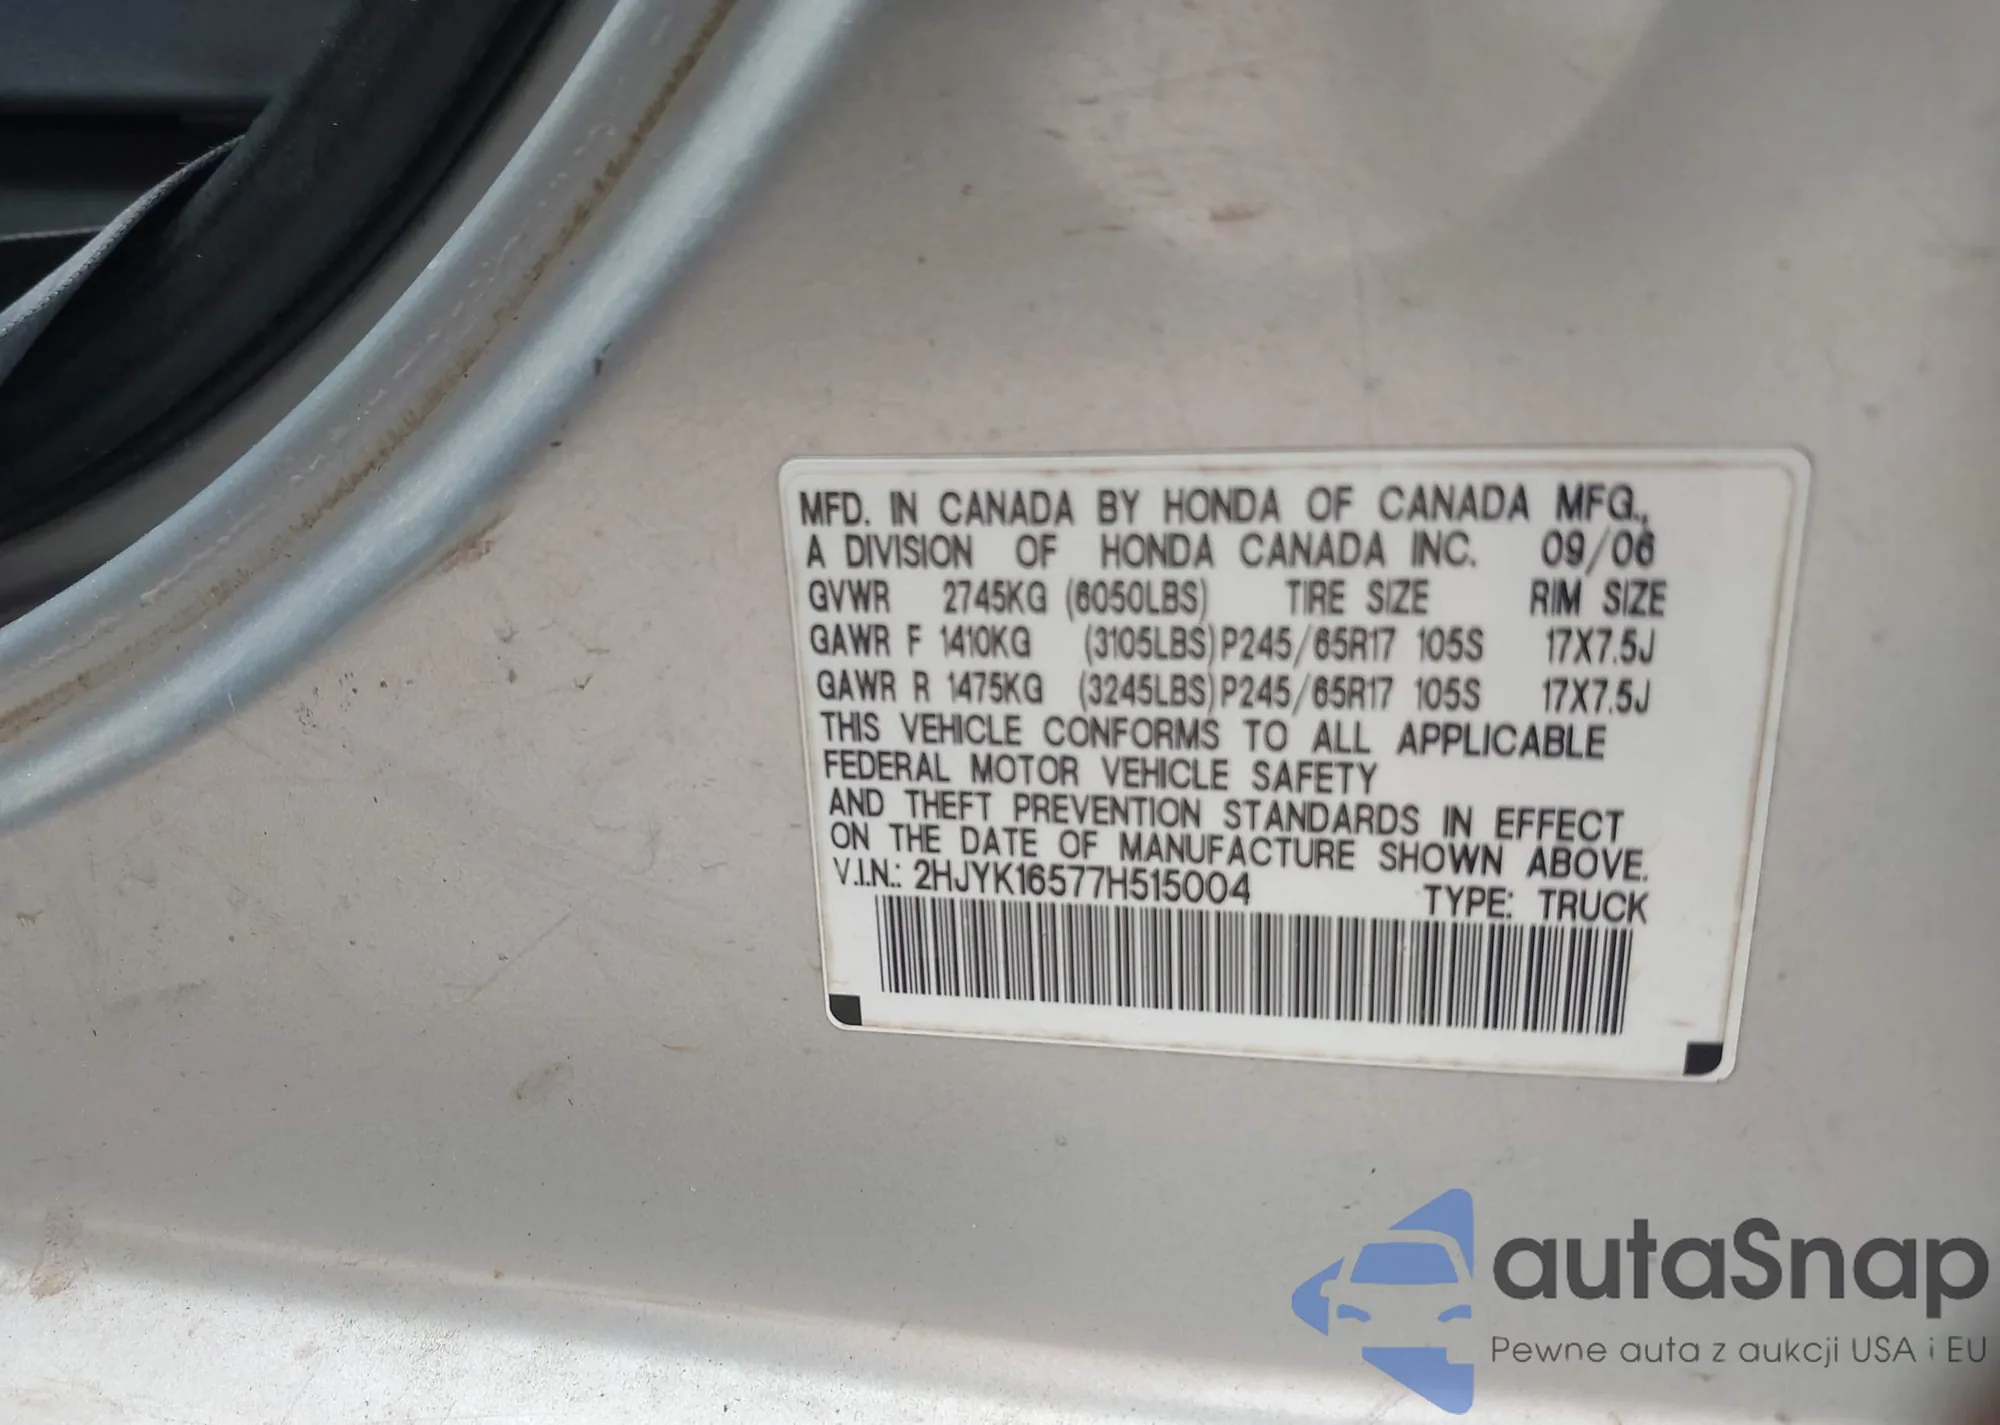 MFD. IN CANADA BY HONDA OF CANADA MFG.,
A DIVISION OF HONDA CANADA INC. 09/06
GVWR 2745KG (6050LBS) TIRE SIZE RIM SIZE
GAWR F 1410KG (3105LBS) P245/65R17 105S 17X7.5J
GAWR R 1475KG (3245LBS) P245/65R17 105S 17X7.5J
THIS VEHICLE CONFORMS TO ALL APPLICABLE
FEDERAL MOTOR VEHICLE SAFETY
AND THEFT PREVENTION STANDARDS IN EFFECT
ON THE DATE OF MANUFACTURE SHOWN ABOVE.
V.I.N.: 2HJYK16577H515004 TYPE: TRUCK
autaSnap
Pewne auta z aukcji USA i EU